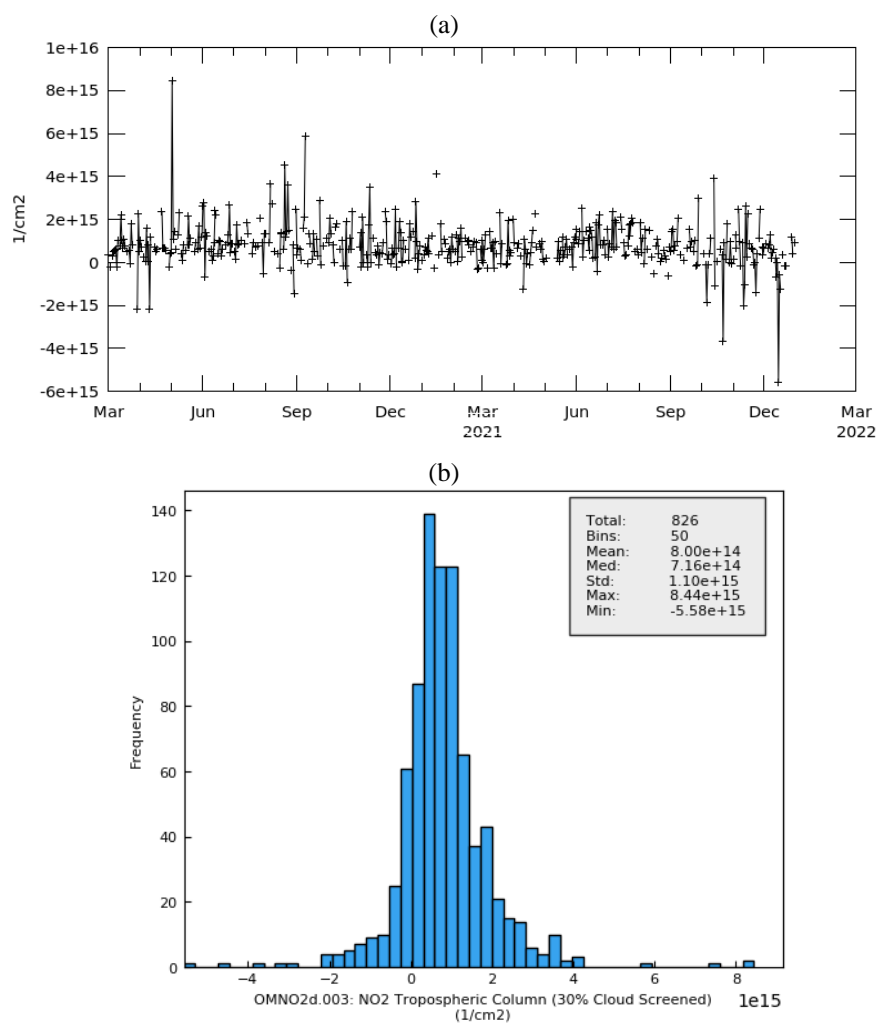 (a)
1e+16
8e+15
6e+15
4e+15
2e+15
0
-2e+15
-4e+15
-6e+15
1/cm2
Mar Jun Sep Dec Mar Jun Sep Dec Mar
2021 2022
(b)
140
120
100
80
60
40
20
0
Frequency
Total: 826
Bins: 50
Mean: 8.00e+14
Med: 7.16e+14
Std: 1.10e+15
Max: 8.44e+15
Min: -5.58e+15
−4 −2 0 2 4 6 8
OMNO2d.003: NO2 Tropospheric Column (30% Cloud Screened) 1e15
(1/cm2)